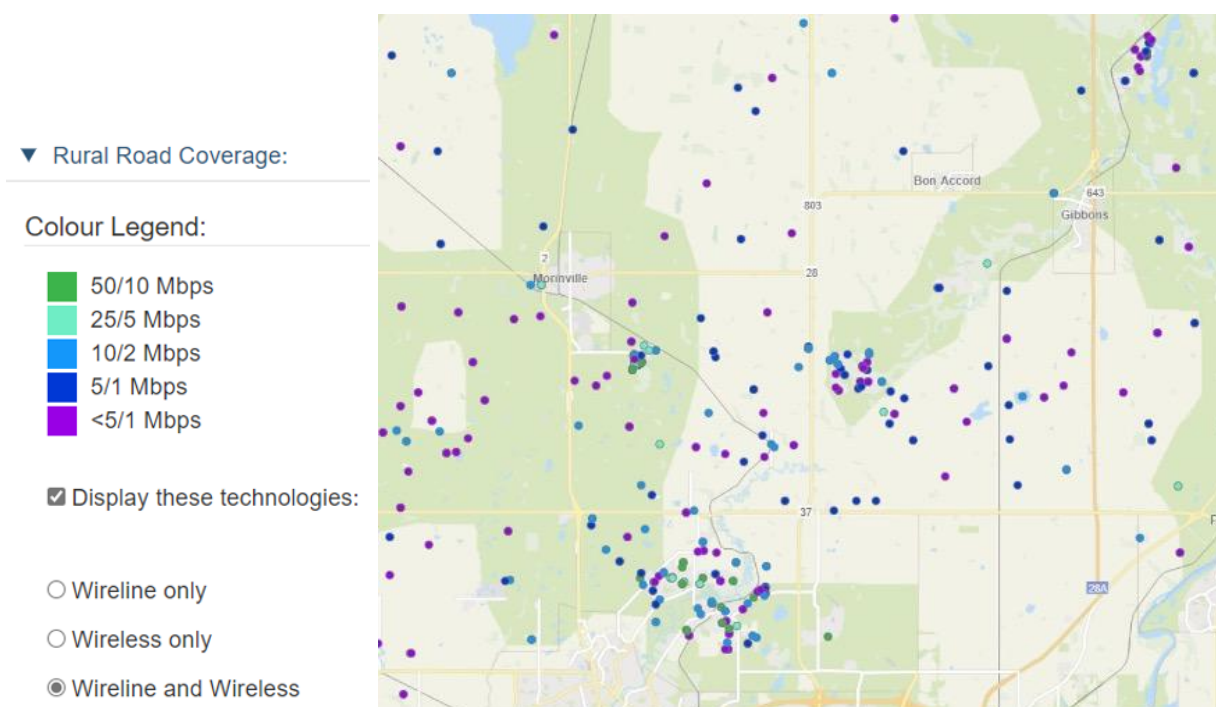 ▼ Rural Road Coverage:
Colour Legend:
50/10 Mbps
25/5 Mbps
10/2 Mbps
5/1 Mbps
<5/1 Mbps
Display these technologies:
Wireline only
Wireless only
Wireline and Wireless
Bon Accord
643
803
Gibbons
2
28
Morinville
37
28A